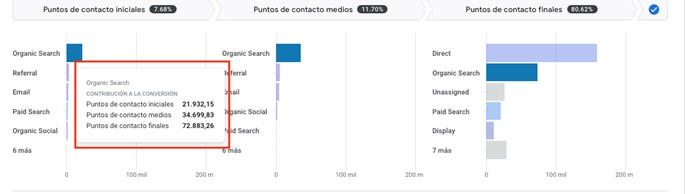 Puntos de contacto iniciales 7.68%
Puntos de contacto medios 11.70%
Puntos de contacto finales 80.62%
Organic Search
Referral
Email
Paid Search
Organic Social
6 más
0 100 mil 200 m
Organic Search
CONTRIBUCIÓN A LA CONVERSIÓN
Puntos de contacto iniciales 21.932,15
Puntos de contacto medios 34.699,83
Puntos de contacto finales 72.883,26
Organic Search
Referral
Email
Organic Social
6 más
0 100 mil 200 m
Direct
Organic Search
Unassigned
Paid Search
Display
7 más
0 100 mil 200 m